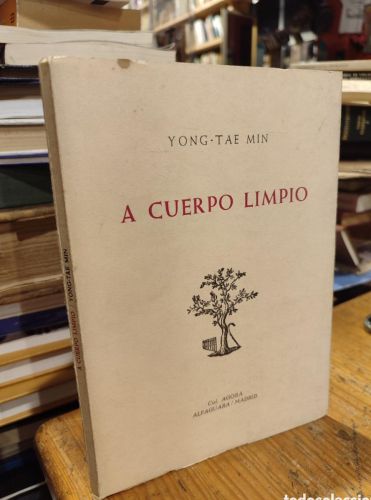 YONG-TAE MIN
A CUERPO LIMPIO
Col. AGORA
ALFAGUARA / MADRID
A CUERPO LIMPIO / YONG-TAE MIN